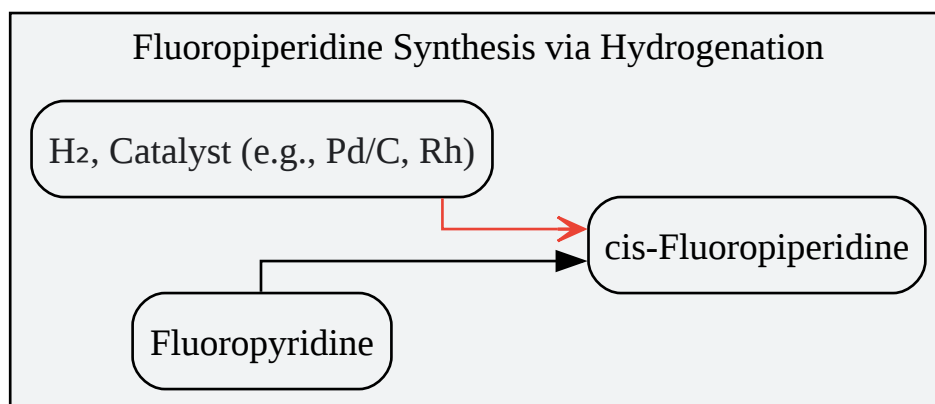 Fluoropiperidine Synthesis via Hydrogenation
H₂, Catalyst (e.g., Pd/C, Rh)
cis-Fluoropiperidine
Fluoropyridine